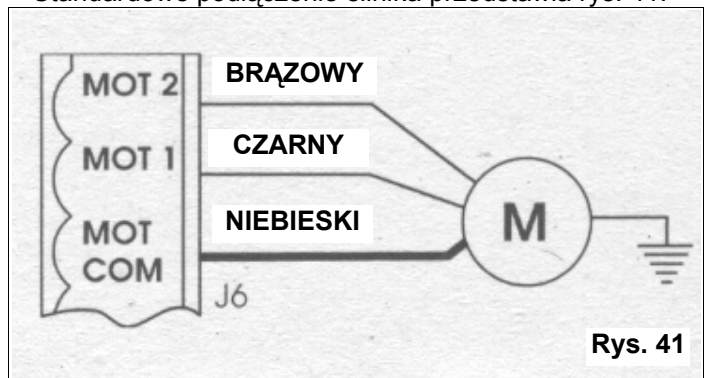 Standardowe podłączenie silnika przedstawia rys. 41.
MOT 2
BRĄZOWY
MOT 1
CZARNY
MOT
COM
NIEBIESKI
M
J6
Rys. 41